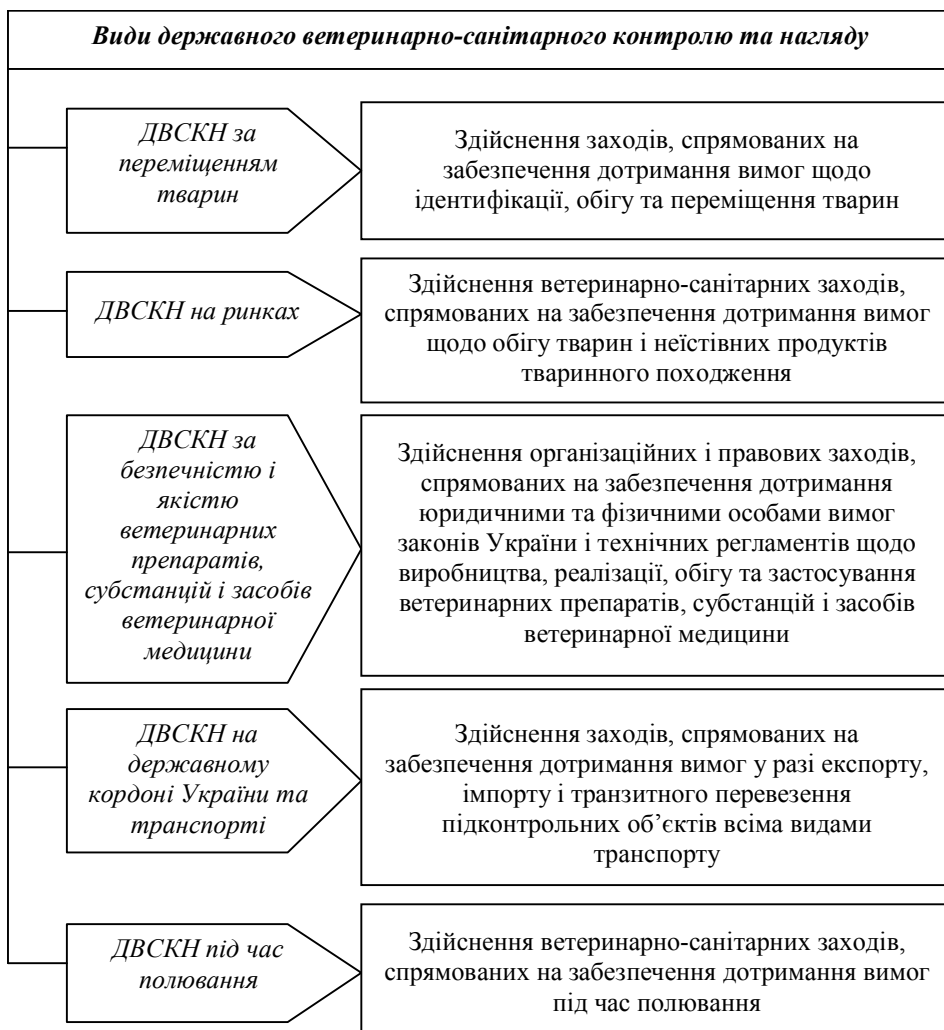 Види державного ветеринарно-санітарного контролю та нагляду
ДВСКН за
переміщенням
тварин
Здійснення заходів, спрямованих на
забезпечення дотримання вимог щодо
ідентифікації, обігу та переміщення тварин
ДВСКН на ринках
Здійснення ветеринарно-санітарних заходів,
спрямованих на забезпечення дотримання вимог
щодо обігу тварин і неїстівних продуктів
тваринного походження
ДВСКН за
безпечністю і
якістю
ветеринарних
препаратів,
субстанцій і засобів
ветеринарної
медицини
Здійснення організаційних і правових заходів,
спрямованих на забезпечення дотримання
юридичними та фізичними особами вимог
законів України і технічних регламентів щодо
виробництва, реалізації, обігу та застосування
ветеринарних препаратів, субстанцій і засобів
ветеринарної медицини
ДВСКН на
державному
кордоні України та
транспорті
Здійснення заходів, спрямованих на
забезпечення дотримання вимог у разі експорту,
імпорту і транзитного перевезення
підконтрольних об’єктів всіма видами
транспорту
ДВСКН під час
полювання
Здійснення ветеринарно-санітарних заходів,
спрямованих на забезпечення дотримання вимог
під час полювання